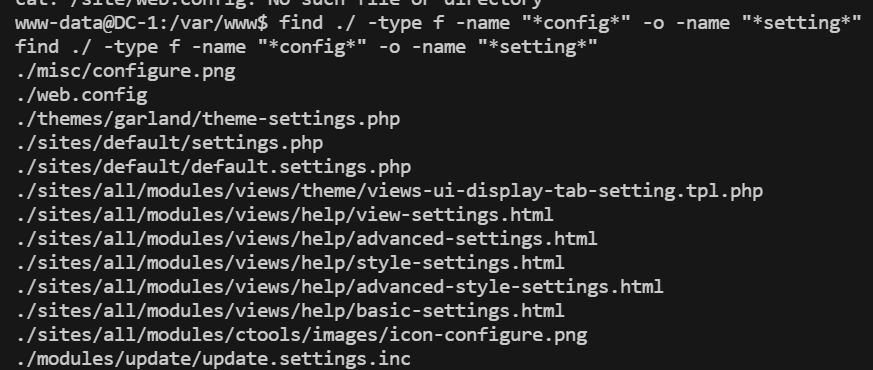 cat: /site/web.config: No such file or directory
www-data@DC-1:/var/www$ find ./ -type f -name "*config*" -o -name "*setting*"
find ./ -type f -name "*config*" -o -name "*setting*"
./misc/configure.png
./web.config
./themes/garland/theme-settings.php
./sites/default/settings.php
./sites/default/default.settings.php
./sites/all/modules/views/theme/views-ui-display-tab-setting.tpl.php
./sites/all/modules/views/help/view-settings.html
./sites/all/modules/views/help/advanced-settings.html
./sites/all/modules/views/help/style-settings.html
./sites/all/modules/views/help/advanced-style-settings.html
./sites/all/modules/views/help/basic-settings.html
./sites/all/modules/ctools/images/icon-configure.png
./modules/update/update.settings.inc